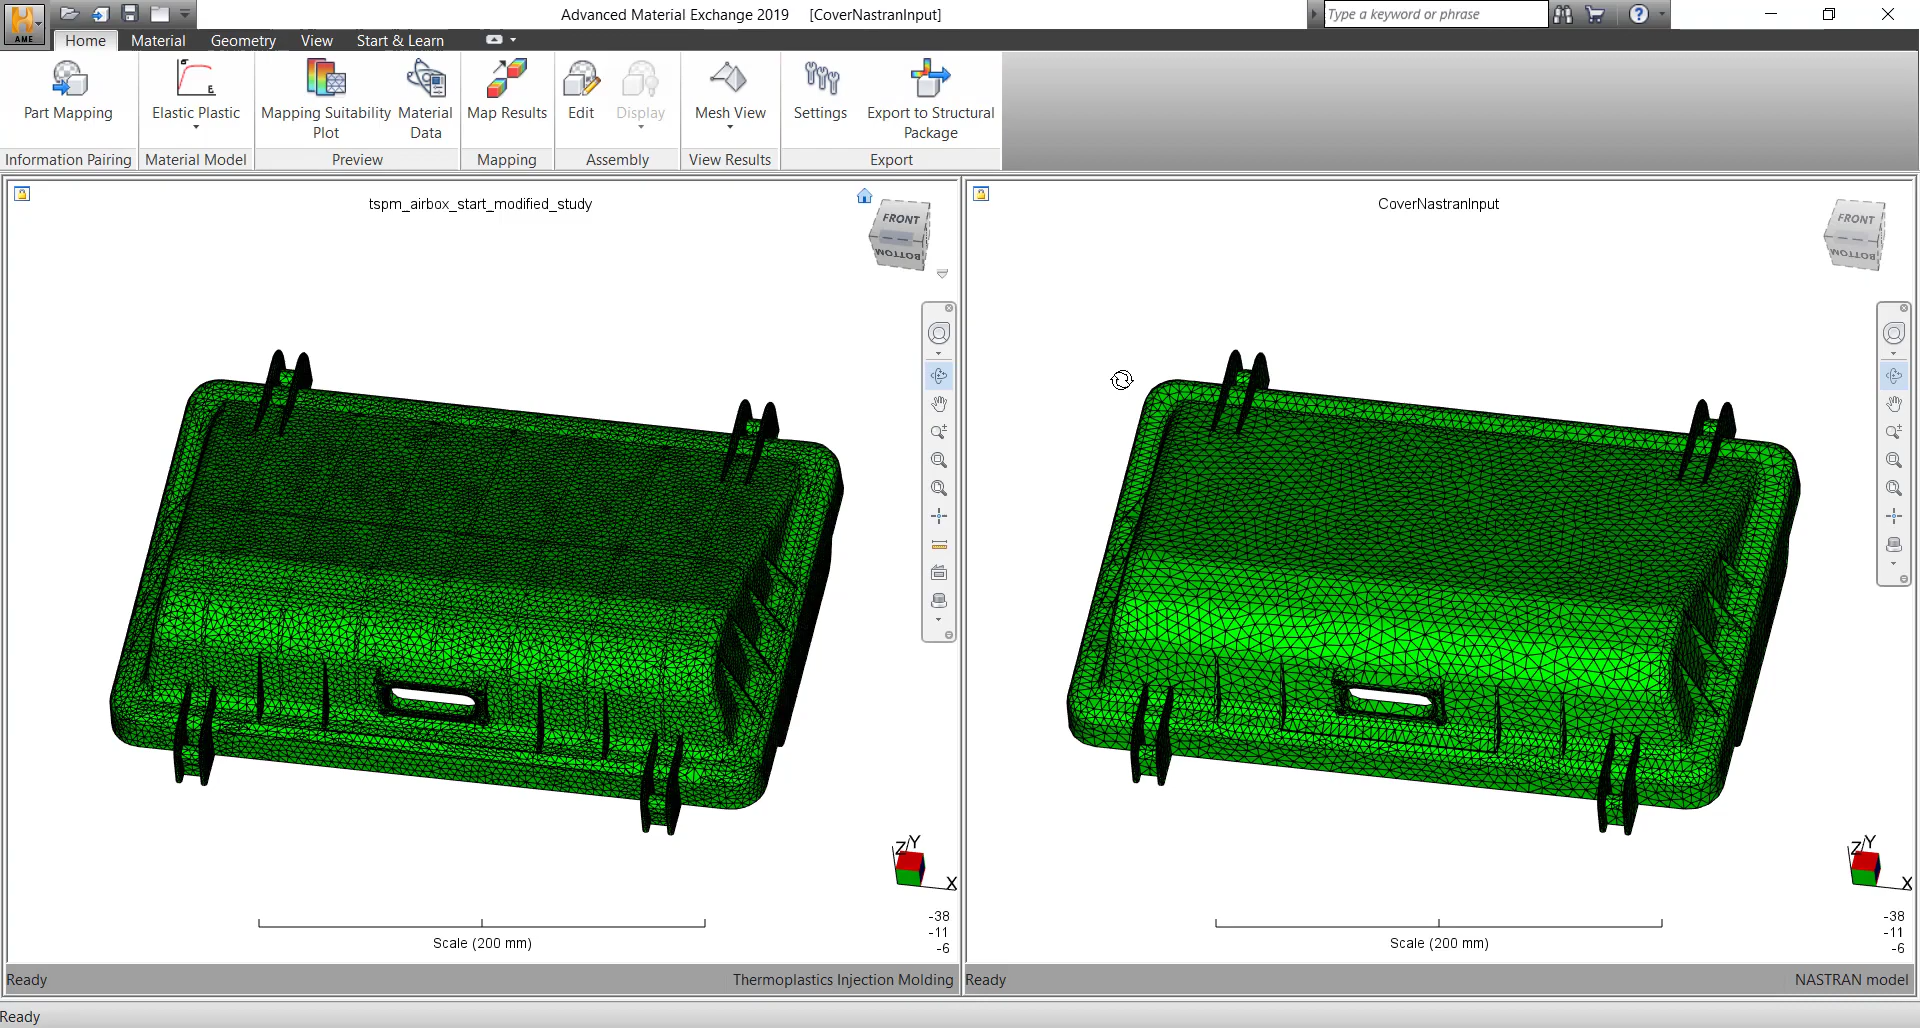 AME
Advanced Material Exchange 2019 [CoverNastranInput]
Type a keyword or phrase
Home Material Geometry View Start & Learn
Part Mapping
Information Pairing
Elastic Plastic
Material Model
Mapping Suitability Plot
Material Data
Preview
Map Results
Mapping
Edit
Display
Assembly
Mesh View
View Results
Settings
Export to Structural Package
Export
tspm_airbox_start_modified_study
FRONT
BOTTOM
Z Y
X
-38
-11
-6
Scale (200 mm)
Ready
Thermoplastics Injection Molding
CoverNastranInput
FRONT
BOTTOM
Z Y
X
-38
-11
-6
Scale (200 mm)
Ready
NASTRAN model
Ready